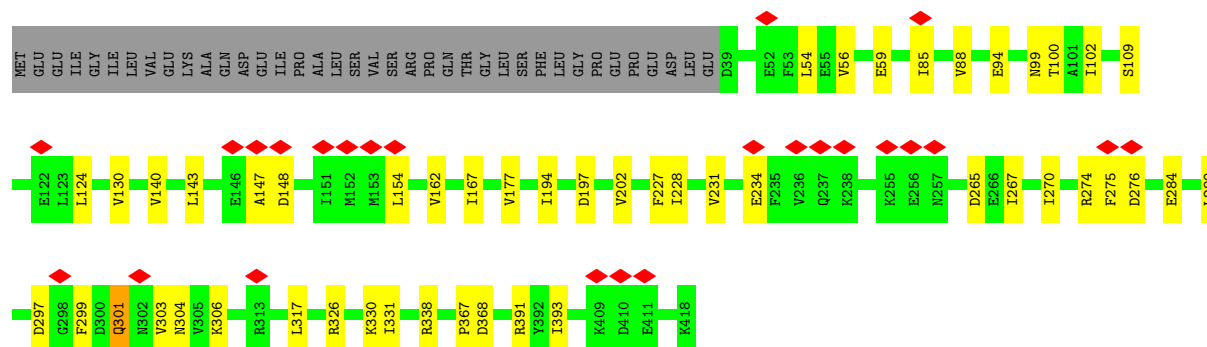 MET GLU GLU ILE GLY ILE LEU VAL GLU LYS ALA GLN ASP GLU ILE PRO ALA LEU SER VAL SER ARG PRO GLN THR GLY LEU SER PHE LEU GLY PRO GLU PRO GLU ASP LEU GLU D39 E52 F53 L54 E55 V56 E59 I85 V88 E94 N99 T100 A101 I102 S109
E122 L123 L124 V130 V140 L143 E146 A147 D148 I151 M152 M153 L154 V162 I167 V177 I194 D197 V202 F227 I228 V231 E234 F235 V236 Q237 K238 K255 E256 N257 D265 E266 I267 I270 R274 F275 D276 E284
D297 G298 F299 D300 Q301 N302 V303 N304 V305 K306 R313 L317 R326 K330 I331 R338 P367 D368 R391 Y392 I393 K409 D410 E411 K418